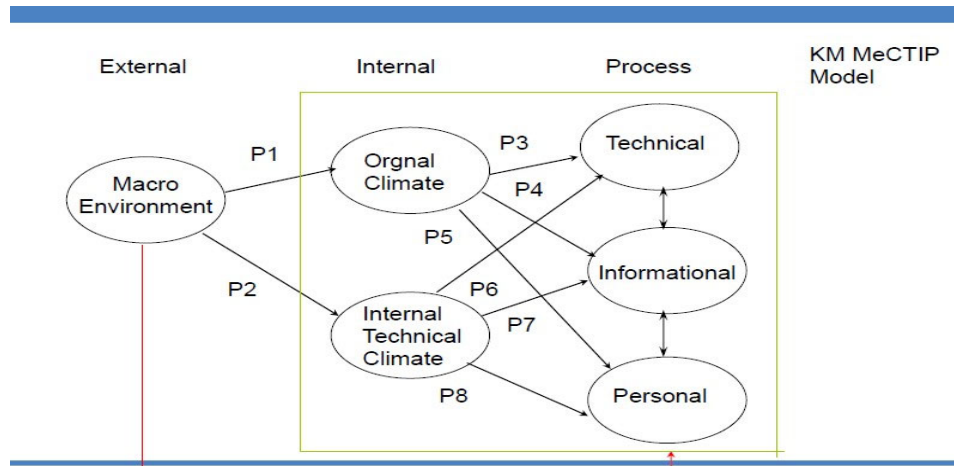 External
Internal
Process
KM MeCTIP
Model
P1
Orgnal
Climate
P3
Technical
P4
Macro
Environment
P5
P2
Informational
P6
Internal
Technical
Climate
P7
P8
Personal